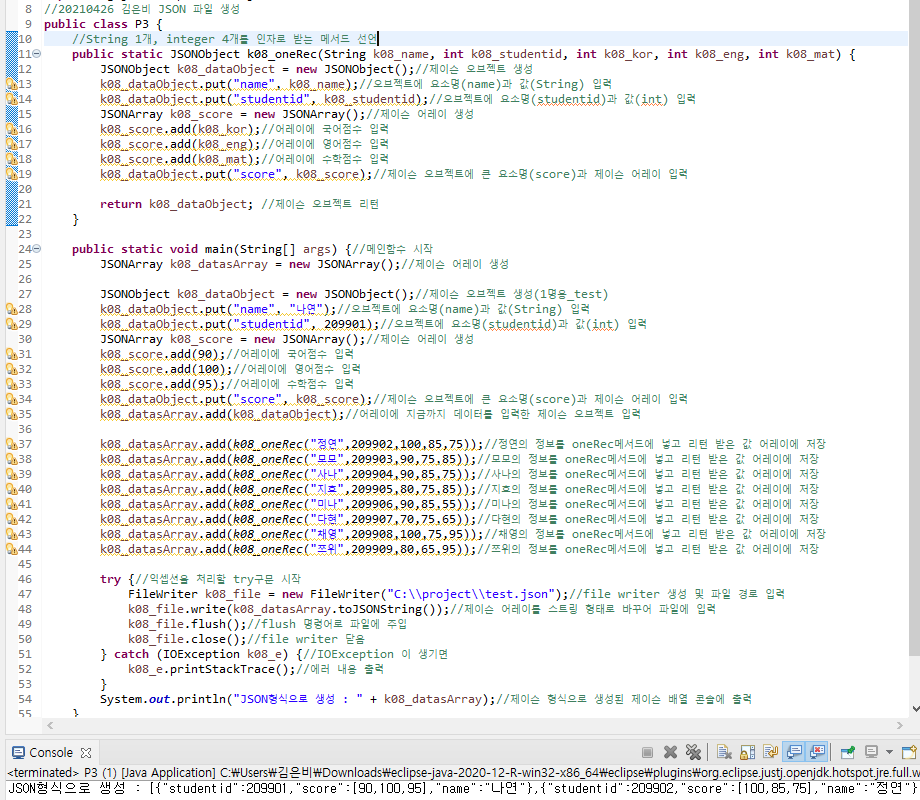 8 //20210426 김은비 JSON 파일 생성
9 public class P3 {
10 //String 1개, integer 4개를 인자로 받는 메서드 선언
11 public static JSONObject k08_oneRec(String k08_name, int k08_studentid, int k08_kor, int k08_eng, int k08_mat) {
12 JSONObject k08_dataObject = new JSONObject();//제이슨 오브젝트 생성
13 k08_dataObject.put("name", k08_name);//오브젝트에 요소명(name)과 값(String) 입력
14 k08_dataObject.put("studentid", k08_studentid);//오브젝트에 요소명(studentid)과 값(int) 입력
15 JSONArray k08_score = new JSONArray();//제이슨 어레이 생성
16 k08_score.add(k08_kor);//어레이에 국어점수 입력
17 k08_score.add(k08_eng);//어레이에 영어점수 입력
18 k08_score.add(k08_mat);//어레이에 수학점수 입력
19 k08_dataObject.put("score", k08_score);//제이슨 오브젝트에 큰 요소명(score)과 제이슨 어레이 입력
20
21 return k08_dataObject; //제이슨 오브젝트 리턴
22 }
23
24 public static void main(String[] args) {//메인함수 시작
25 JSONArray k08_datasArray = new JSONArray();//제이슨 어레이 생성
26
27 JSONObject k08_dataObject = new JSONObject();//제이슨 오브젝트 생성(1명용_test)
28 k08_dataObject.put("name", "나연");//오브젝트에 요소명(name)과 값(String) 입력
29 k08_dataObject.put("studentid", 209901);//오브젝트에 요소명(studentid)과 값(int) 입력
30 JSONArray k08_score = new JSONArray();//제이슨 어레이 생성
31 k08_score.add(90);//어레이에 국어점수 입력
32 k08_score.add(100);//어레이에 영어점수 입력
33 k08_score.add(95);//어레이에 수학점수 입력
34 k08_dataObject.put("score", k08_score);//제이슨 오브젝트에 큰 요소명(score)과 제이슨 어레이 입력
35 k08_datasArray.add(k08_dataObject);//어레이에 지금까지 데이터를 입력한 제이슨 오브젝트 입력
36
37 k08_datasArray.add(k08_oneRec("정연",209902,100,85,75));//정연의 정보를 oneRec메서드에 넣고 리턴 받은 값 어레이에 저장
38 k08_datasArray.add(k08_oneRec("모모",209903,90,75,85));//모모의 정보를 oneRec메서드에 넣고 리턴 받은 값 어레이에 저장
39 k08_datasArray.add(k08_oneRec("사나",209904,90,85,75));//사나의 정보를 oneRec메서드에 넣고 리턴 받은 값 어레이에 저장
40 k08_datasArray.add(k08_oneRec("지효",209905,80,75,85));//지효의 정보를 oneRec메서드에 넣고 리턴 받은 값 어레이에 저장
41 k08_datasArray.add(k08_oneRec("미나",209906,90,85,55));//미나의 정보를 oneRec메서드에 넣고 리턴 받은 값 어레이에 저장
42 k08_datasArray.add(k08_oneRec("다현",209907,70,75,65));//다현의 정보를 oneRec메서드에 넣고 리턴 받은 값 어레이에 저장
43 k08_datasArray.add(k08_oneRec("채영",209908,100,75,95));//채영의 정보를 oneRec메서드에 넣고 리턴 받은 값 어레이에 저장
44 k08_datasArray.add(k08_oneRec("쯔위",209909,80,65,95));//쯔위의 정보를 oneRec메서드에 넣고 리턴 받은 값 어레이에 저장
45
46 try {//익셉션을 처리할 try구문 시작
47 FileWriter k08_file = new FileWriter("C:\\project\\test.json");//file writer 생성 및 파일 경로 입력
48 k08_file.write(k08_datasArray.toJSONString());//제이슨 어레이를 스트링 형태로 바꾸어 파일에 입력
49 k08_file.flush();//flush 명령어로 파일에 주입
50 k08_file.close();//file writer 닫음
51 } catch (IOException k08_e) {//IOException 이 생기면
52 k08_e.printStackTrace();//에러 내용 출력
53 }
54 System.out.println("JSON형식으로 생성 : " + k08_datasArray);//제이슨 형식으로 생성된 제이슨 배열 콘솔에 출력
55 }
Console
<terminated> P3 (1) [Java Application] C:₩Users₩김은비₩Downloads₩eclipse-java-2020-12-R-win32-x86_64₩eclipse₩plugins₩org.eclipse.justj.openjdk.hotspot.jre.full.w
JSON형식으로 생성 : [{"studentid":209901,"score":[90,100,95],"name":"나연"},{"studentid":209902,"score":[100,85,75],"name":"정연"}